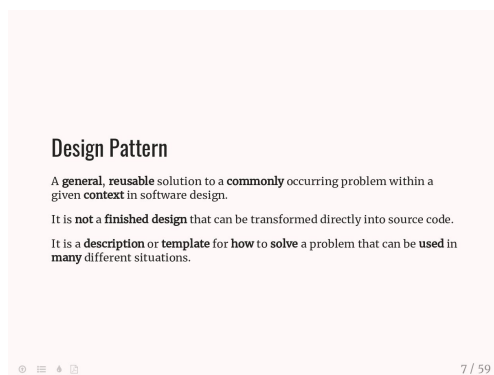 Design Pattern
A general, reusable solution to a commonly occurring problem within a
given context in software design.
It is not a finished design that can be transformed directly into source code.
It is a description or template for how to solve a problem that can be used in
many different situations.
7 / 59